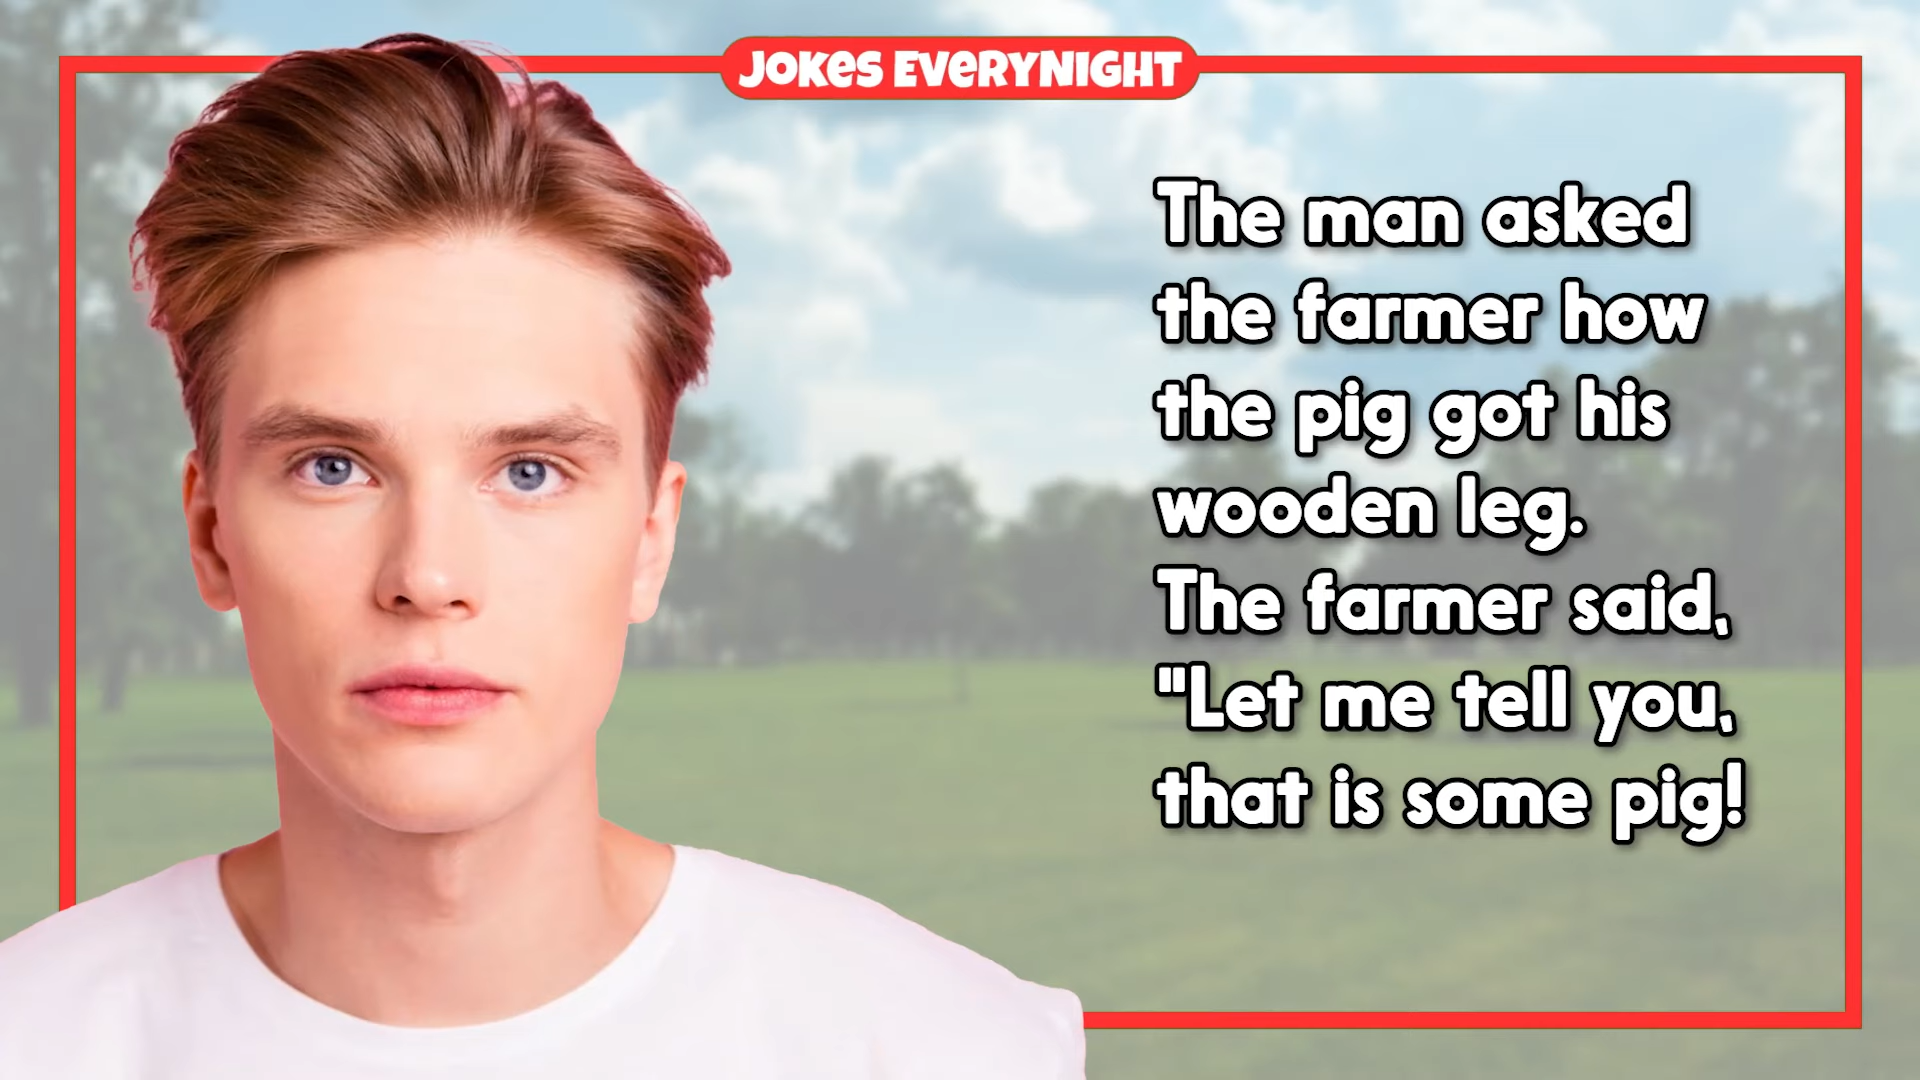 JOKES EVERYNIGHT
The man asked
the farmer how
the pig got his
wooden leg.
The farmer said,
"Let me tell you,
that is some pig!